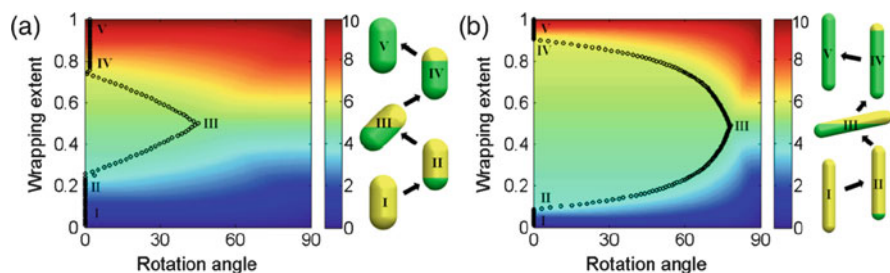 (a)
Wrapping extent
1
0.8
0.6
0.4
0.2
0
0
30
60
90
Rotation angle
V
IV
III
II
I
10
8
6
4
2
0
V
IV
III
II
I
(b)
Wrapping extent
1
0.8
0.6
0.4
0.2
0
0
30
60
90
Rotation angle
V
IV
III
II
I
10
8
6
4
2
0
V
IV
III
I
II